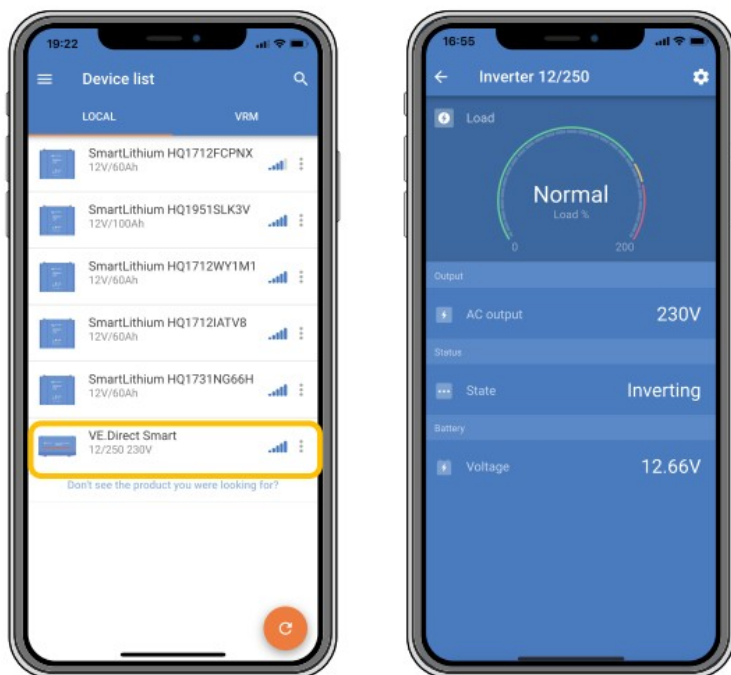 19:22
Device list
LOCAL VRM
SmartLithium HQ1712FCPNX
12V/60Ah
SmartLithium HQ1951SLK3V
12V/100Ah
SmartLithium HQ1712WY1M1
12V/60Ah
SmartLithium HQ1712IATVB
12V/60Ah
SmartLithium HQ1731NG66H
12V/60Ah
VE.Direct Smart
12/250 230V
Don't see the product you were looking for?
16:55
Inverter 12/250
Load
Normal
Load %
0 200
Output
AC output 230V
Status
State Inverting
Battery
Voltage 12.66V